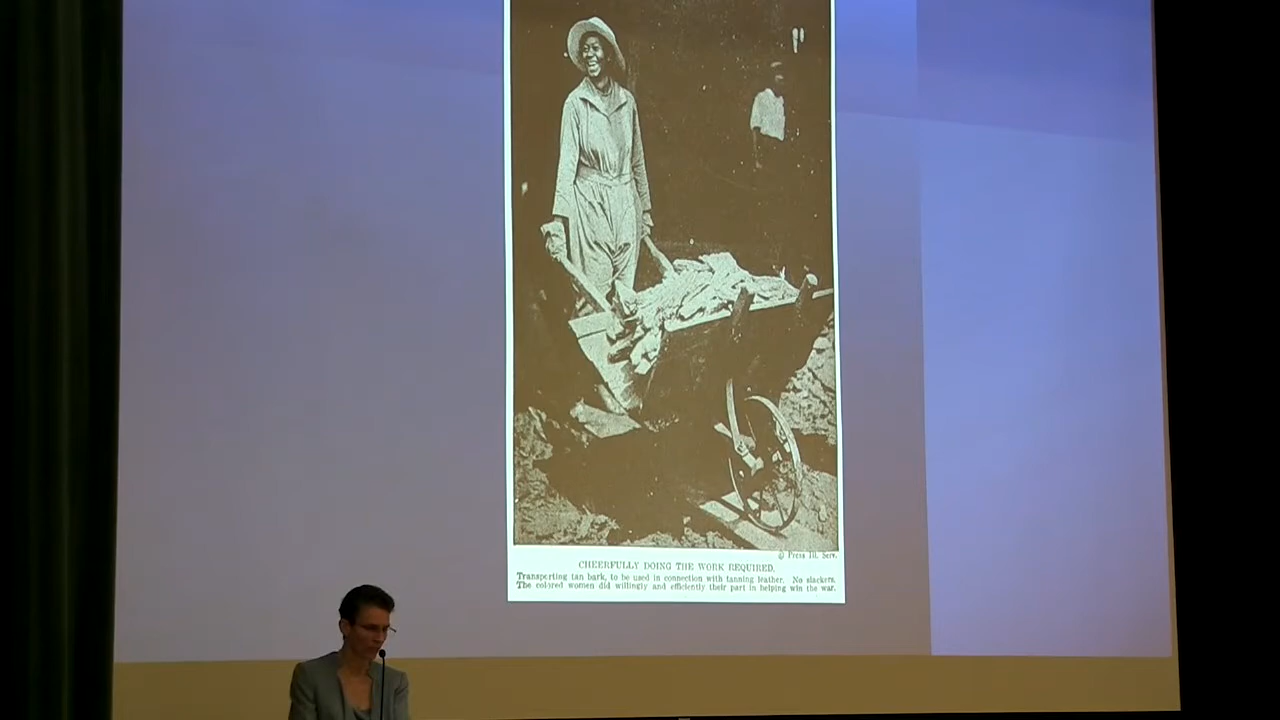 © Press Ill. Serv.
CHEERFULLY DOING THE WORK REQUIRED.
Transporting tan bark, to be used in connection with tanning leather. No slackers.
The colored women did willingly and efficiently their part in helping win the war.